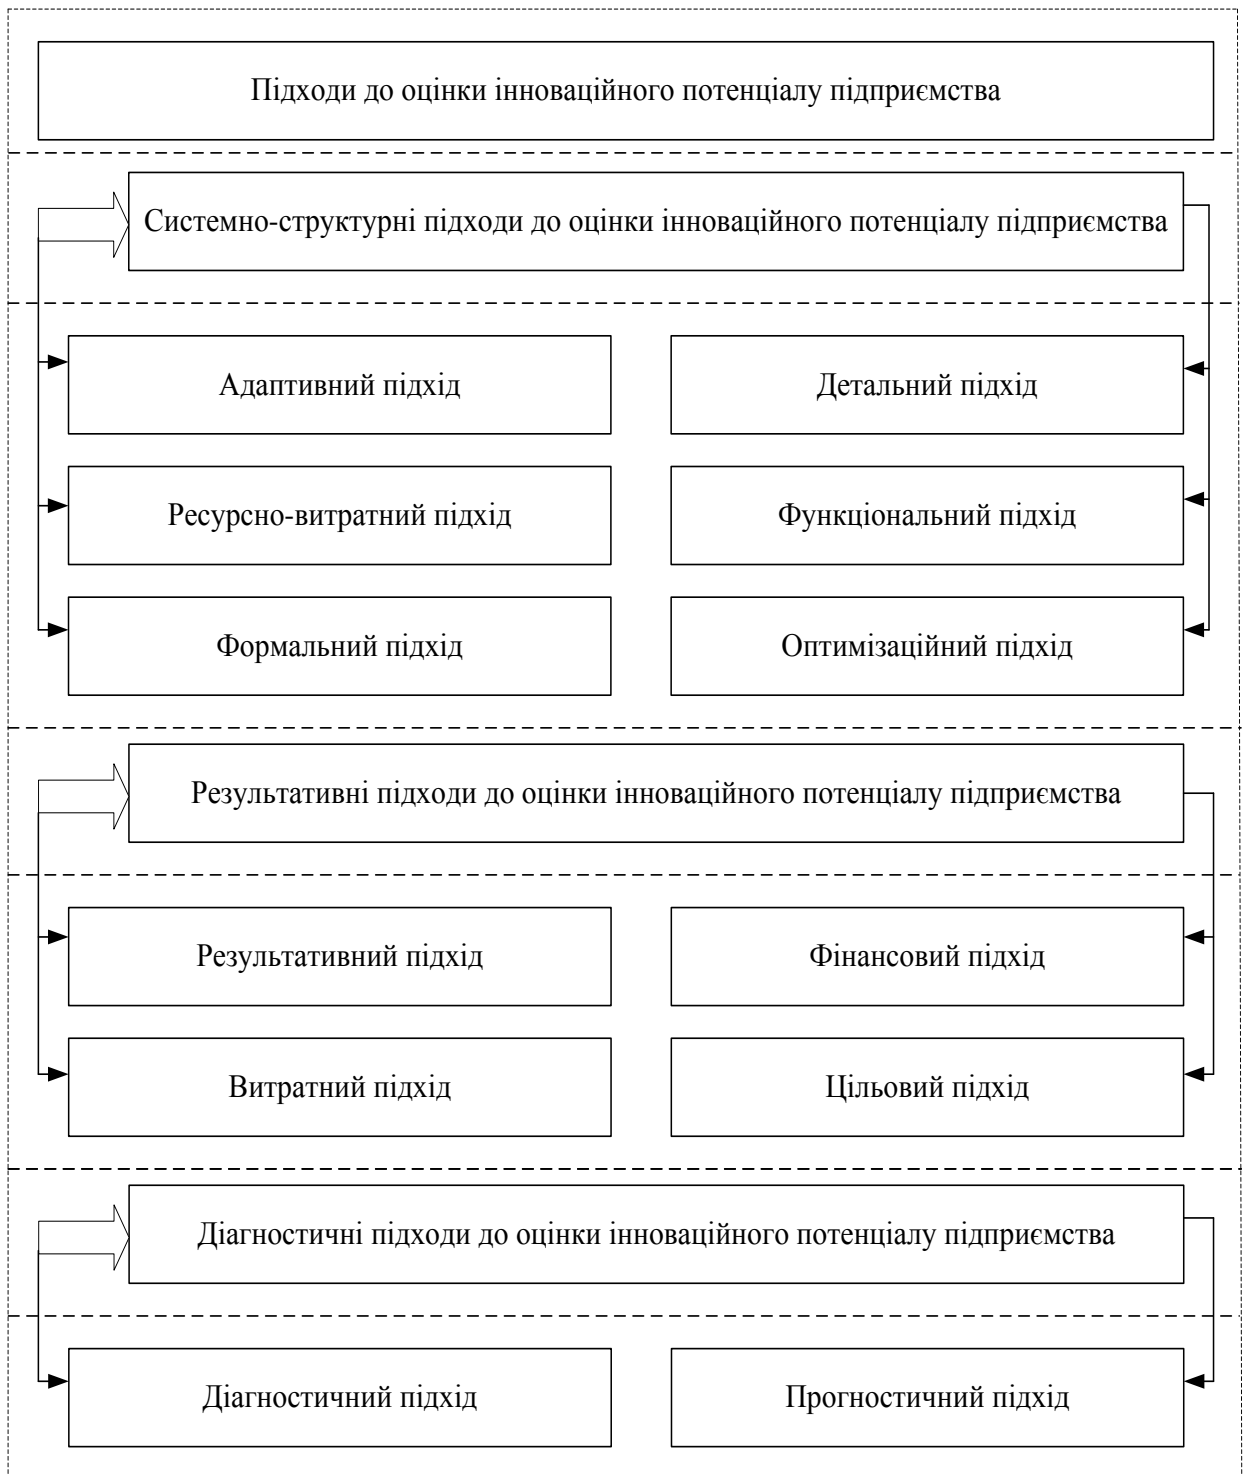 Підходи до оцінки інноваційного потенціалу підприємства
Системно-структурні підходи до оцінки інноваційного потенціалу підприємства
Адаптивний підхід
Детальний підхід
Ресурсно-витратний підхід
Функціональний підхід
Формальний підхід
Оптимізаційний підхід
Результативні підходи до оцінки інноваційного потенціалу підприємства
Результативний підхід
Фінансовий підхід
Витратний підхід
Цільовий підхід
Діагностичні підходи до оцінки інноваційного потенціалу підприємства
Діагностичний підхід
Прогностичний підхід